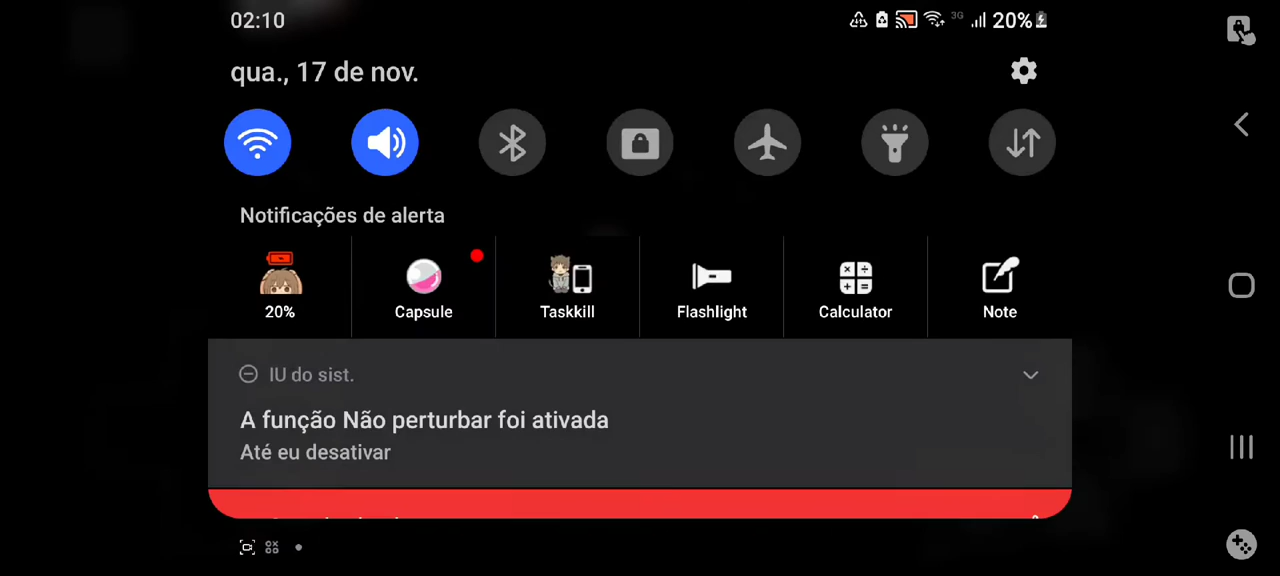 02:10
3G 20%
qua., 17 de nov.
Notificações de alerta
20% Capsule Taskkill Flashlight Calculator Note
IU do sist.
A função Não perturbar foi ativada
Até eu desativar